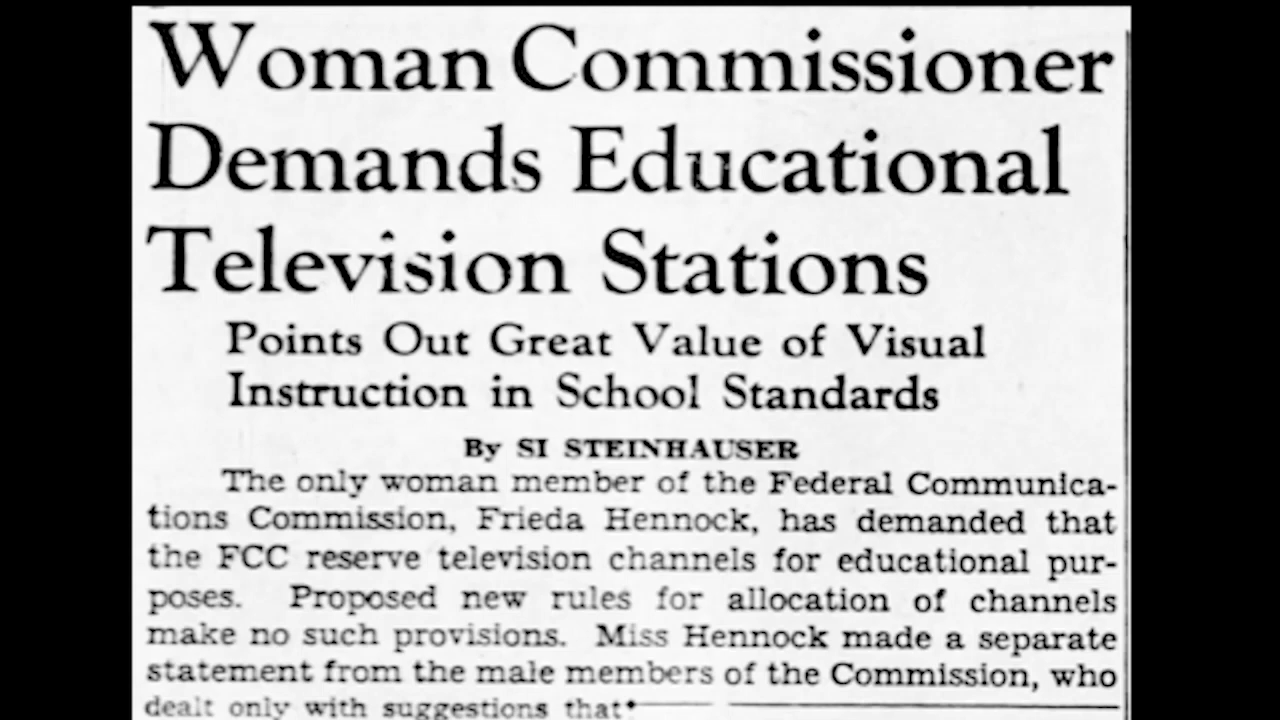 Woman Commissioner
Demands Educational
Television Stations
Points Out Great Value of Visual
Instruction in School Standards
By SI STEINHAUSER
The only woman member of the Federal Communica-
tions Commission, Frieda Hennock, has demanded that
the FCC reserve television channels for educational pur-
poses. Proposed new rules for allocation of channels
make no such provisions. Miss Hennock made a separate
statement from the male members of the Commission, who
dealt only with suggestions that